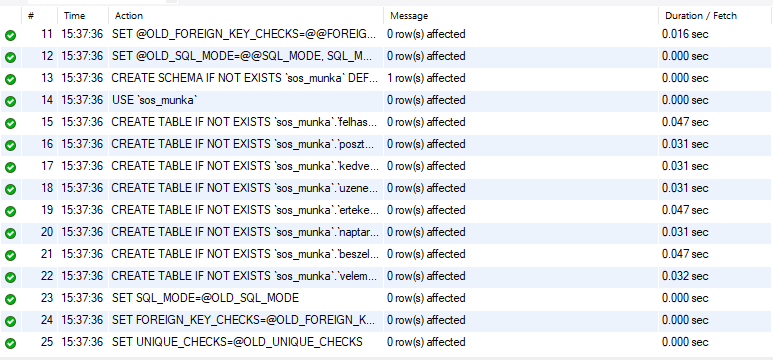 # Time Action Message Duration / Fetch
11 15:37:36 SET @OLD_FOREIGN_KEY_CHECKS=@@FOREIG... 0 row(s) affected 0.016 sec
12 15:37:36 SET @OLD_SQL_MODE=@@SQL_MODE, SQL_M... 0 row(s) affected 0.000 sec
13 15:37:36 CREATE SCHEMA IF NOT EXISTS `sos_munka` DEF... 1 row(s) affected 0.000 sec
14 15:37:36 USE `sos_munka` 0 row(s) affected 0.000 sec
15 15:37:36 CREATE TABLE IF NOT EXISTS `sos_munka`.`felhas... 0 row(s) affected 0.047 sec
16 15:37:36 CREATE TABLE IF NOT EXISTS `sos_munka`.`poszt... 0 row(s) affected 0.031 sec
17 15:37:36 CREATE TABLE IF NOT EXISTS `sos_munka`.`kedve... 0 row(s) affected 0.031 sec
18 15:37:36 CREATE TABLE IF NOT EXISTS `sos_munka`.`uzene... 0 row(s) affected 0.031 sec
19 15:37:36 CREATE TABLE IF NOT EXISTS `sos_munka`.`erteke... 0 row(s) affected 0.047 sec
20 15:37:36 CREATE TABLE IF NOT EXISTS `sos_munka`.`naptar... 0 row(s) affected 0.031 sec
21 15:37:36 CREATE TABLE IF NOT EXISTS `sos_munka`.`beszel... 0 row(s) affected 0.047 sec
22 15:37:36 CREATE TABLE IF NOT EXISTS `sos_munka`.`velem... 0 row(s) affected 0.032 sec
23 15:37:36 SET SQL_MODE=@OLD_SQL_MODE 0 row(s) affected 0.000 sec
24 15:37:36 SET FOREIGN_KEY_CHECKS=@OLD_FOREIGN_K... 0 row(s) affected 0.000 sec
25 15:37:36 SET UNIQUE_CHECKS=@OLD_UNIQUE_CHECKS 0 row(s) affected 0.000 sec